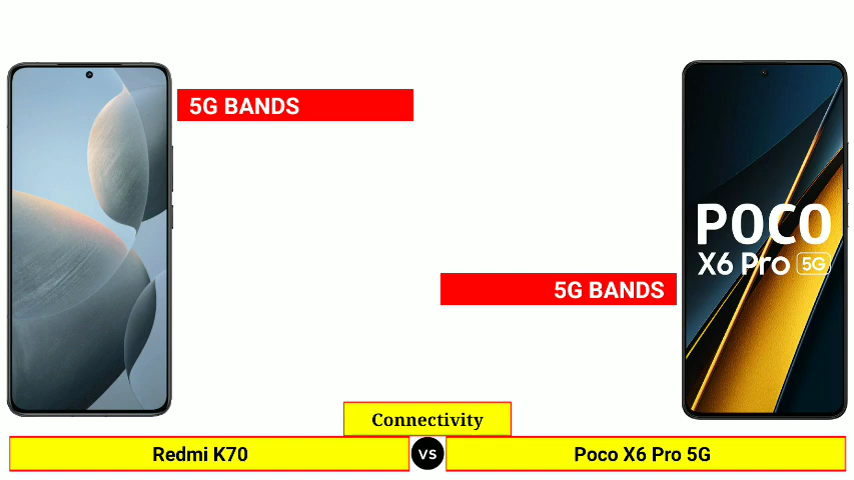 5G BANDS
POCO
X6 Pro 5G
5G BANDS
Connectivity
Redmi K70
VS
Poco X6 Pro 5G